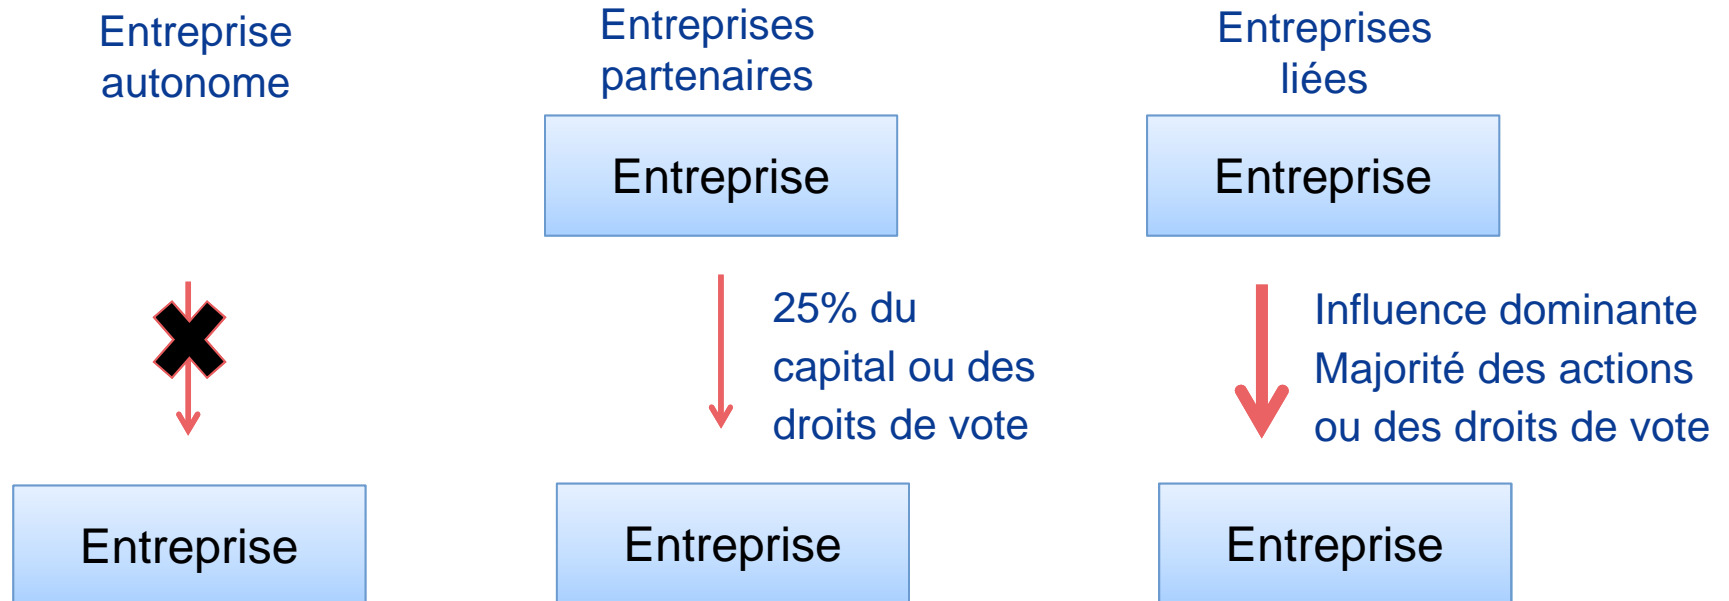 Entreprise
autonome
Entreprise
Entreprises
partenaires
Entreprise
25% du
capital ou des
droits de vote
Entreprise
Entreprises
liées
Entreprise
Influence dominante
Majorité des actions
ou des droits de vote
Entreprise